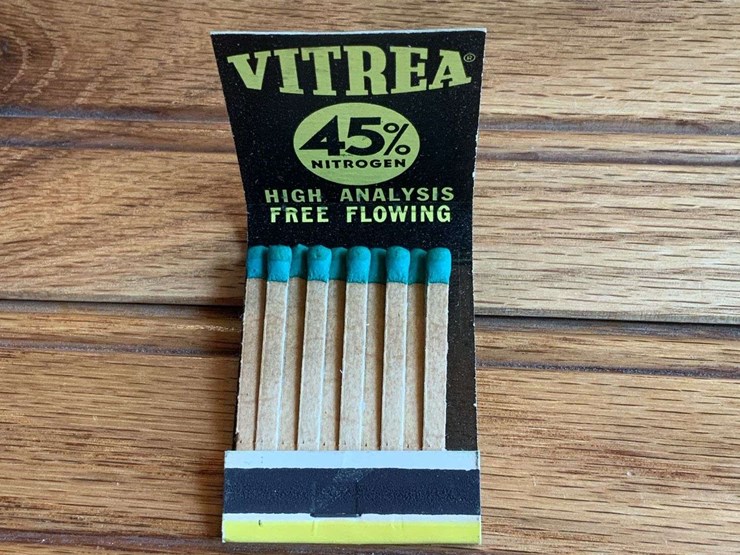 VITREA®
45%
NITROGEN
HIGH ANALYSIS
FREE FLOWING